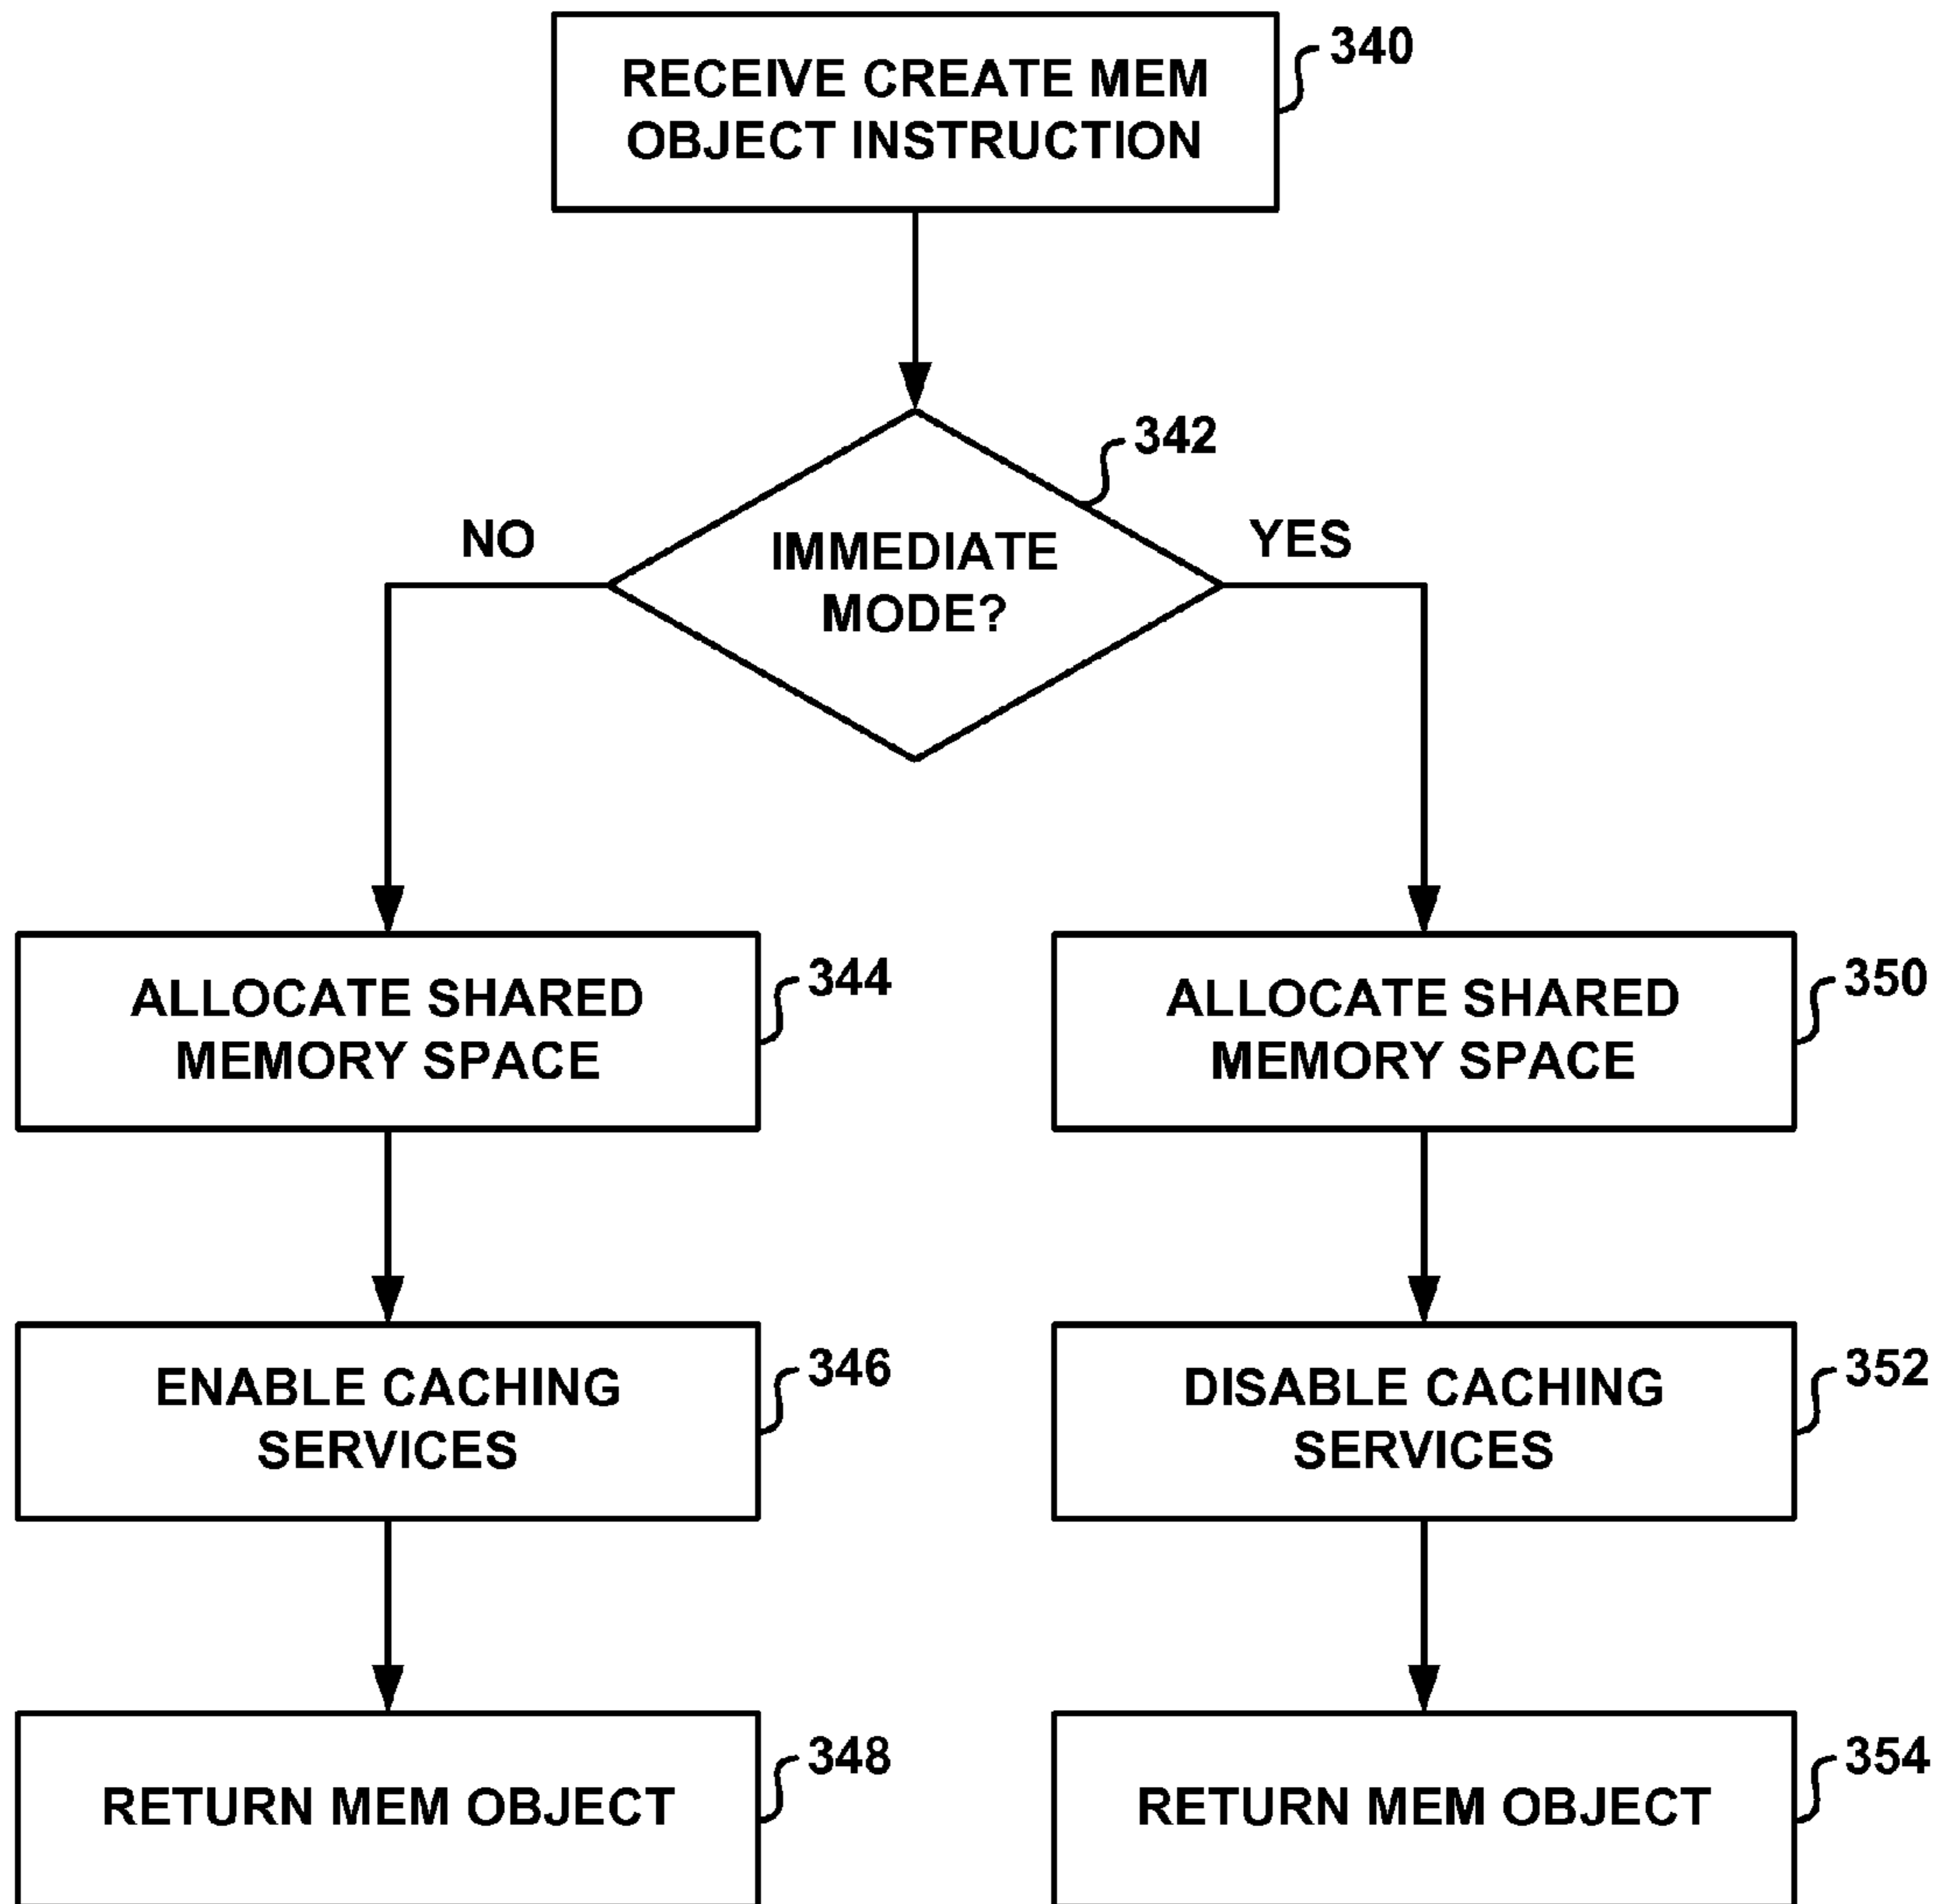 RECEIVE CREATE MEM
OBJECT INSTRUCTION
340
342
NO
IMMEDIATE
MODE?
YES
ALLOCATE SHARED
MEMORY SPACE
344
ALLOCATE SHARED
MEMORY SPACE
350
ENABLE CACHING
SERVICES
346
DISABLE CACHING
SERVICES
352
RETURN MEM OBJECT
348
RETURN MEM OBJECT
354